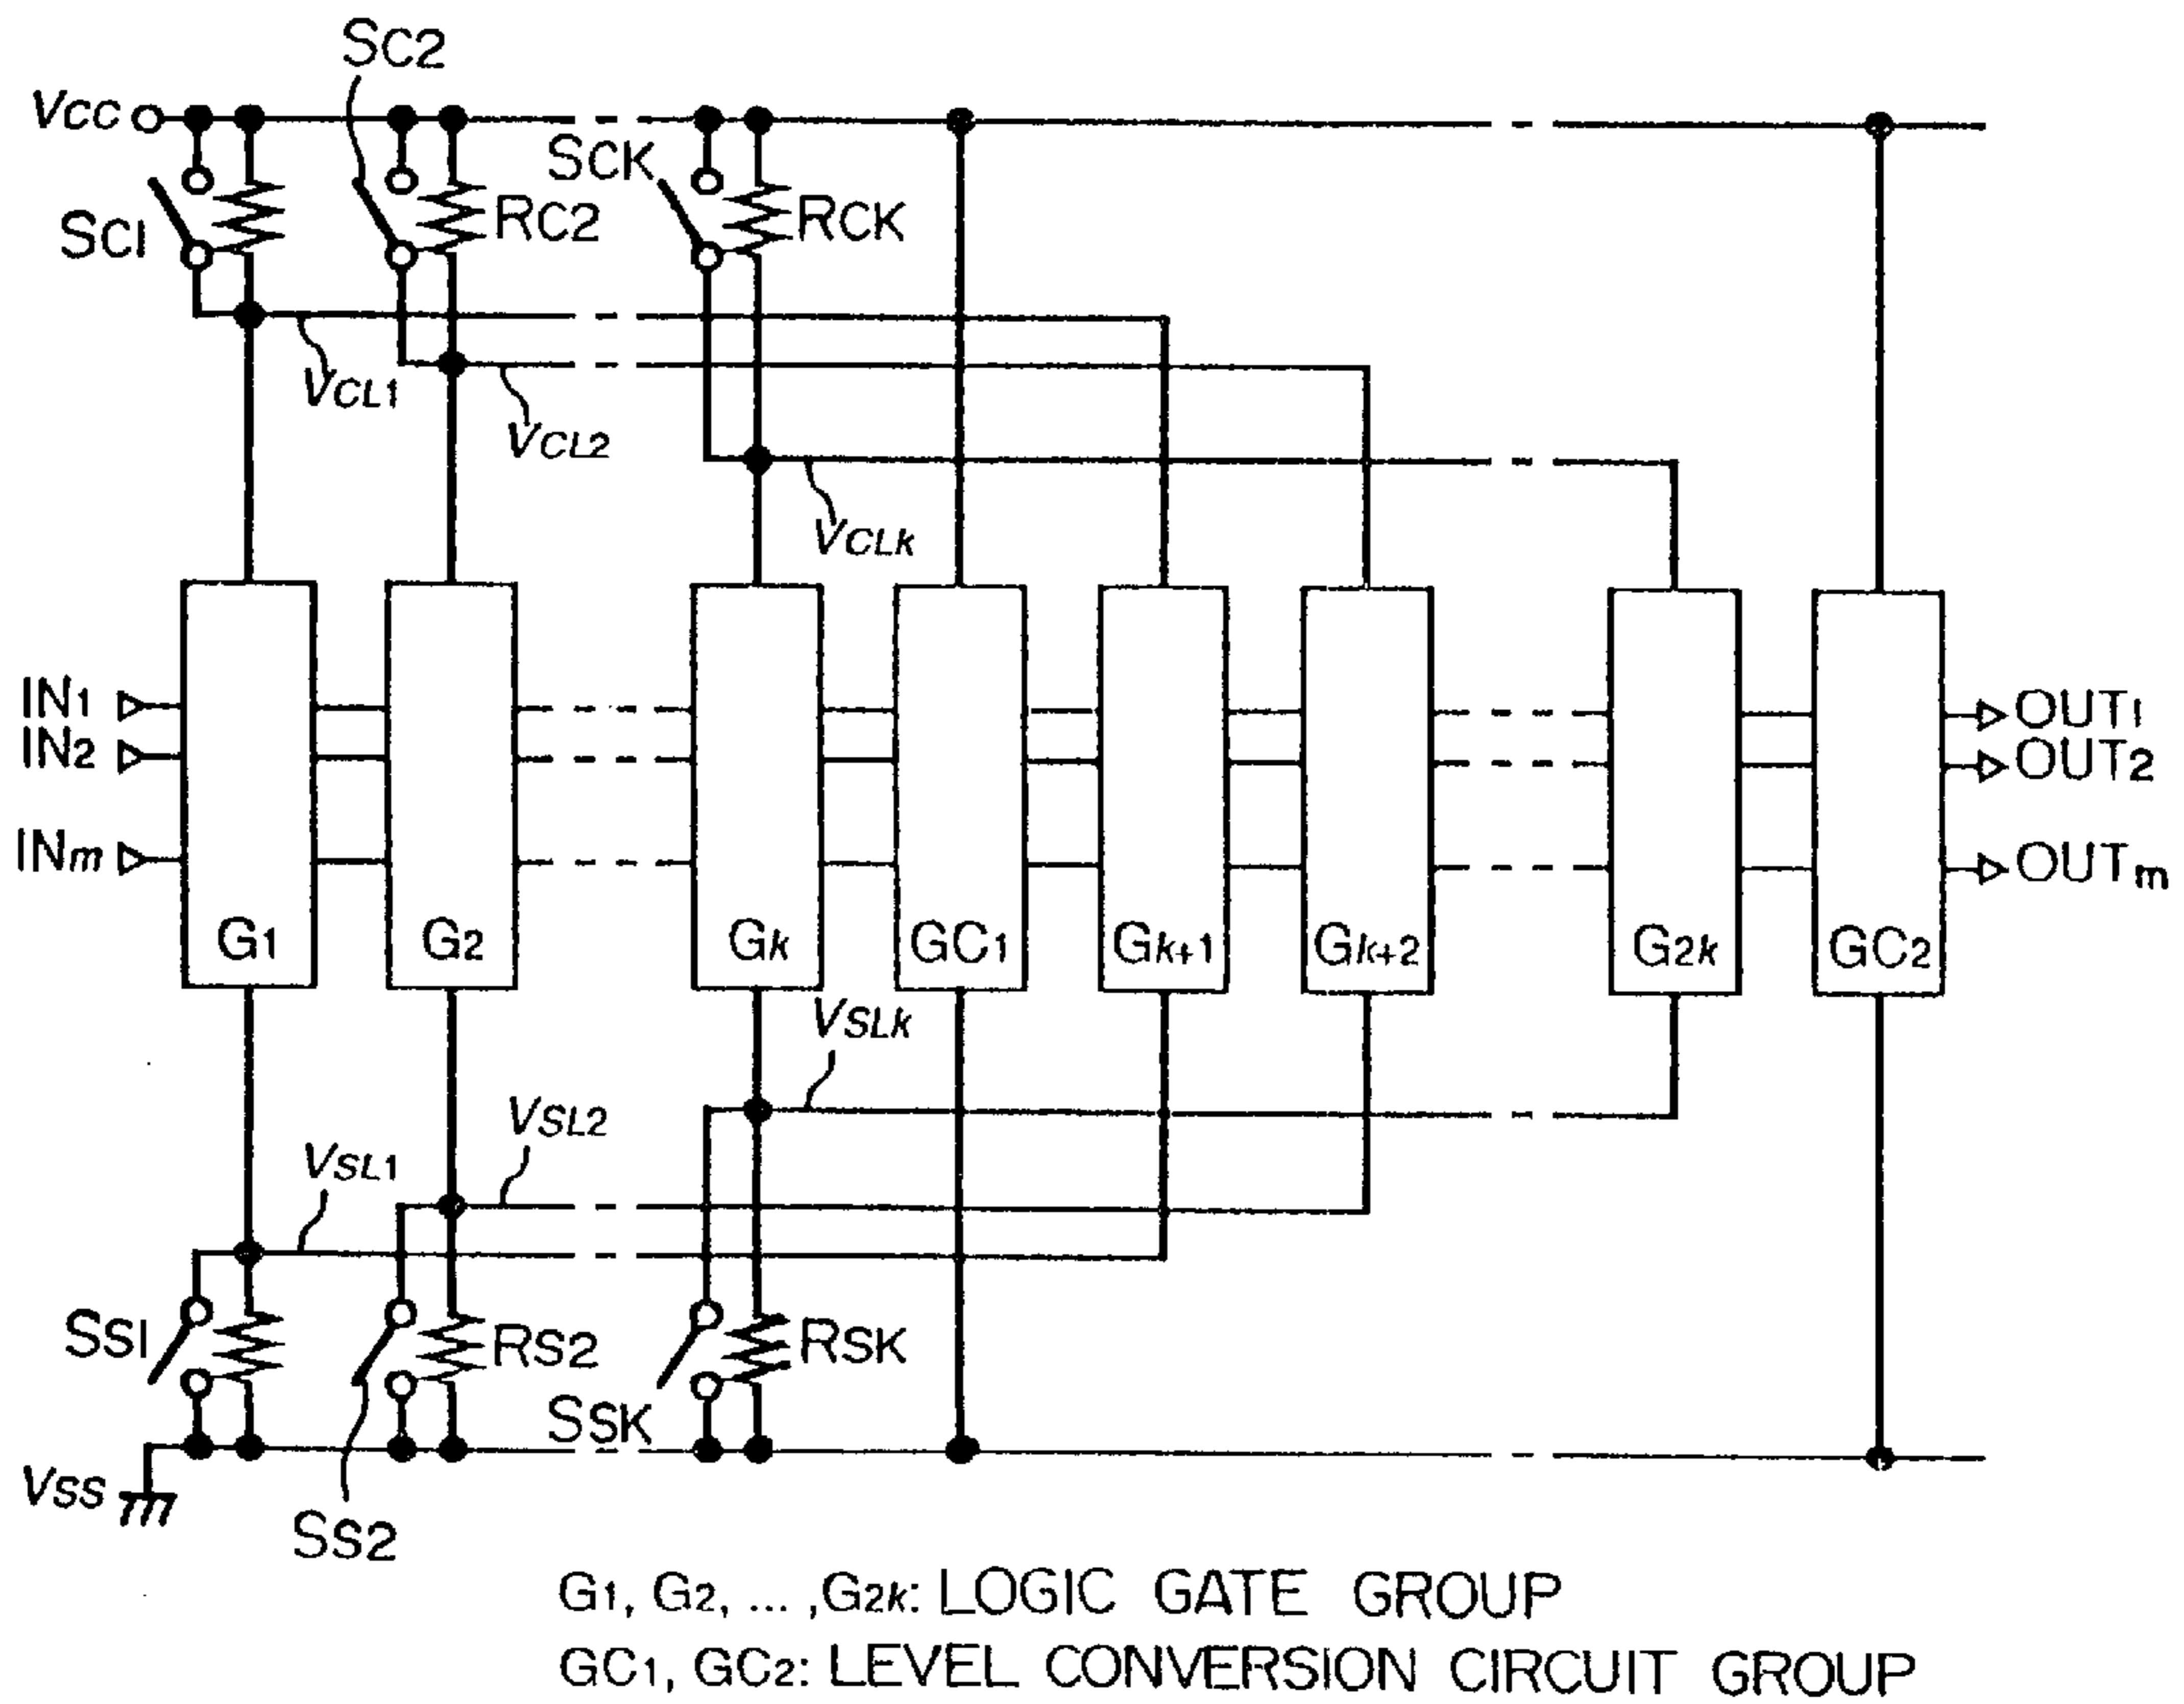 SC2
VCC
SCK
SC1
RC2
RCK
VCL1
VCL2
VCLk
IN1
IN2
INm
OUT1
OUT2
OUTm
G1
G2
Gk
GC1
Gk+1
Gk+2
G2k
GC2
VSLk
VSL2
VSL1
SS1
RS2
RSK
SSK
VSS
SS2
G1, G2, ... ,G2k: LOGIC GATE GROUP
GC1, GC2: LEVEL CONVERSION CIRCUIT GROUP